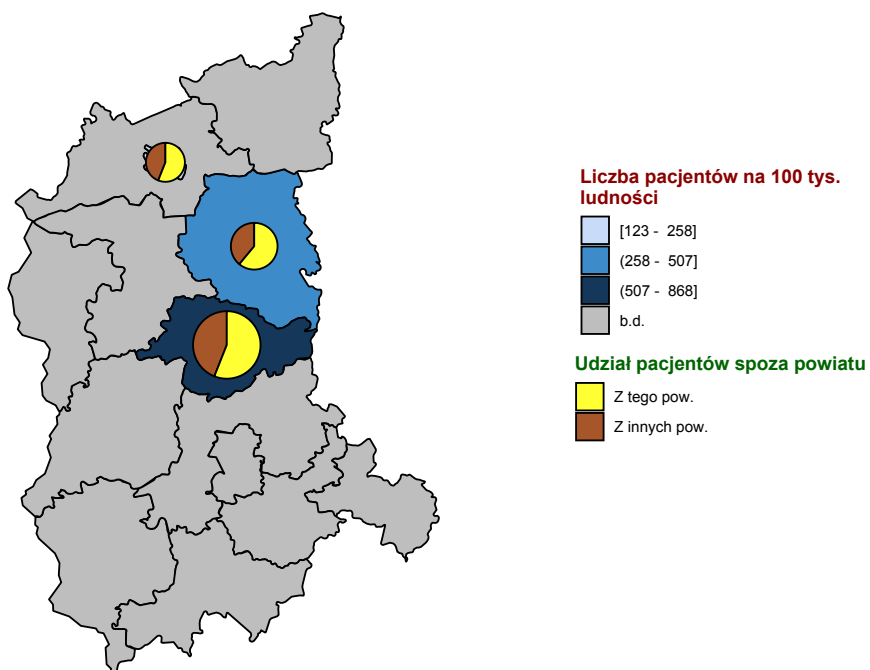 Liczba pacjentów na 100 tys.
ludności
[123 - 258]
(258 - 507]
(507 - 868]
b.d.
Udział pacjentów spoza powiatu
Z tego pow.
Z innych pow.